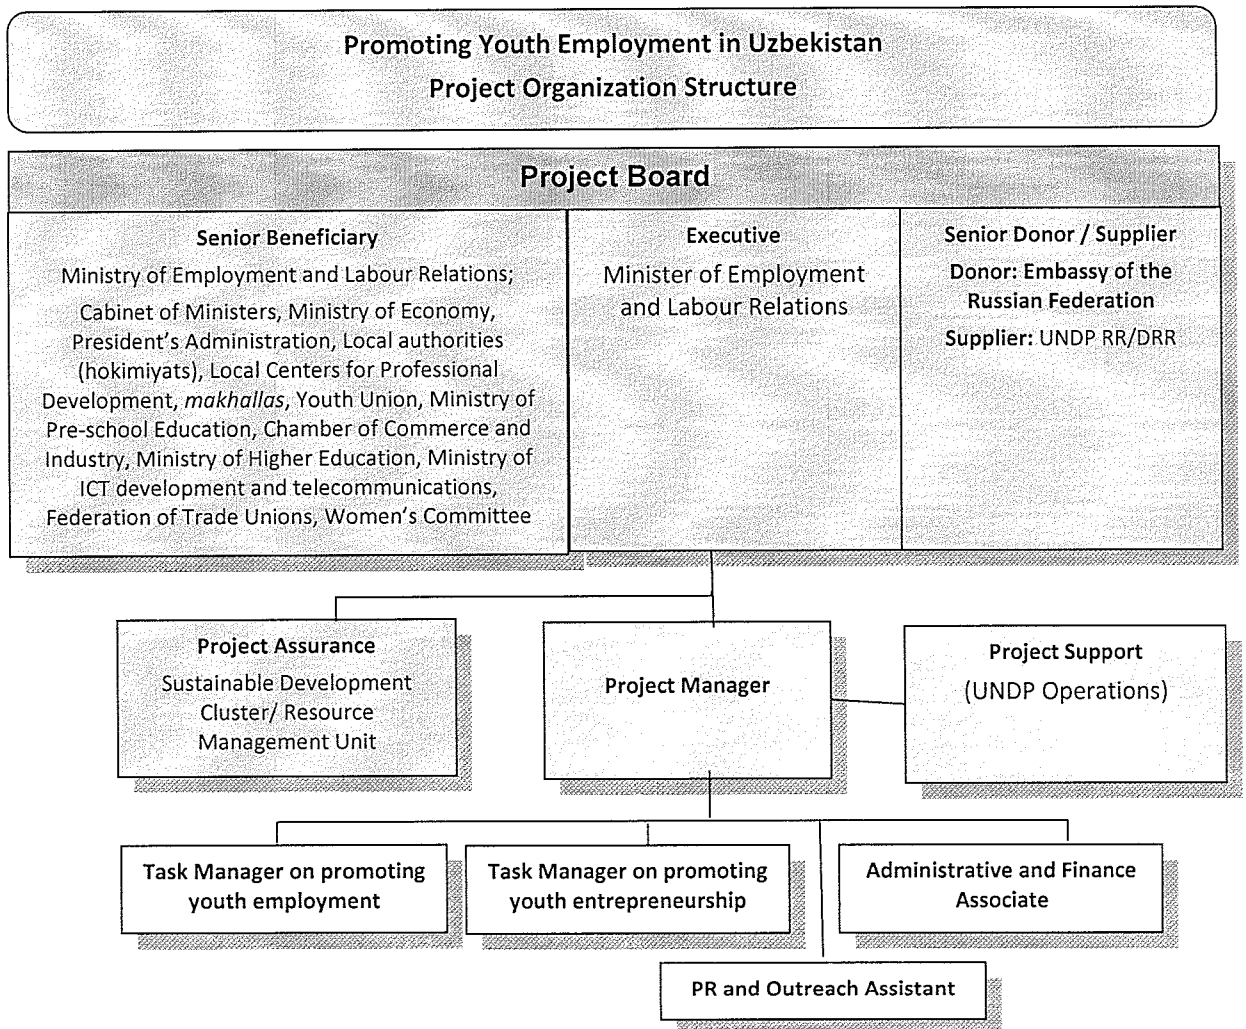 Promoting Youth Employment in Uzbekistan
Project Organization Structure
Project Board
Senior Beneficiary
Ministry of Employment and Labour Relations;
Cabinet of Ministers, Ministry of Economy,
President's Administration, Local authorities
(hokimiyats), Local Centers for Professional
Development, makhallas, Youth Union, Ministry of
Pre-school Education, Chamber of Commerce and
Industry, Ministry of Higher Education, Ministry of
ICT development and telecommunications,
Federation of Trade Unions, Women's Committee
Executive
Minister of Employment
and Labour Relations
Senior Donor / Supplier
Donor: Embassy of the
Russian Federation
Supplier: UNDP RR/DRR
Project Assurance
Sustainable Development
Cluster/ Resource
Management Unit
Project Manager
Project Support
(UNDP Operations)
Task Manager on promoting
youth employment
Task Manager on promoting
youth entrepreneurship
Administrative and Finance
Associate
PR and Outreach Assistant